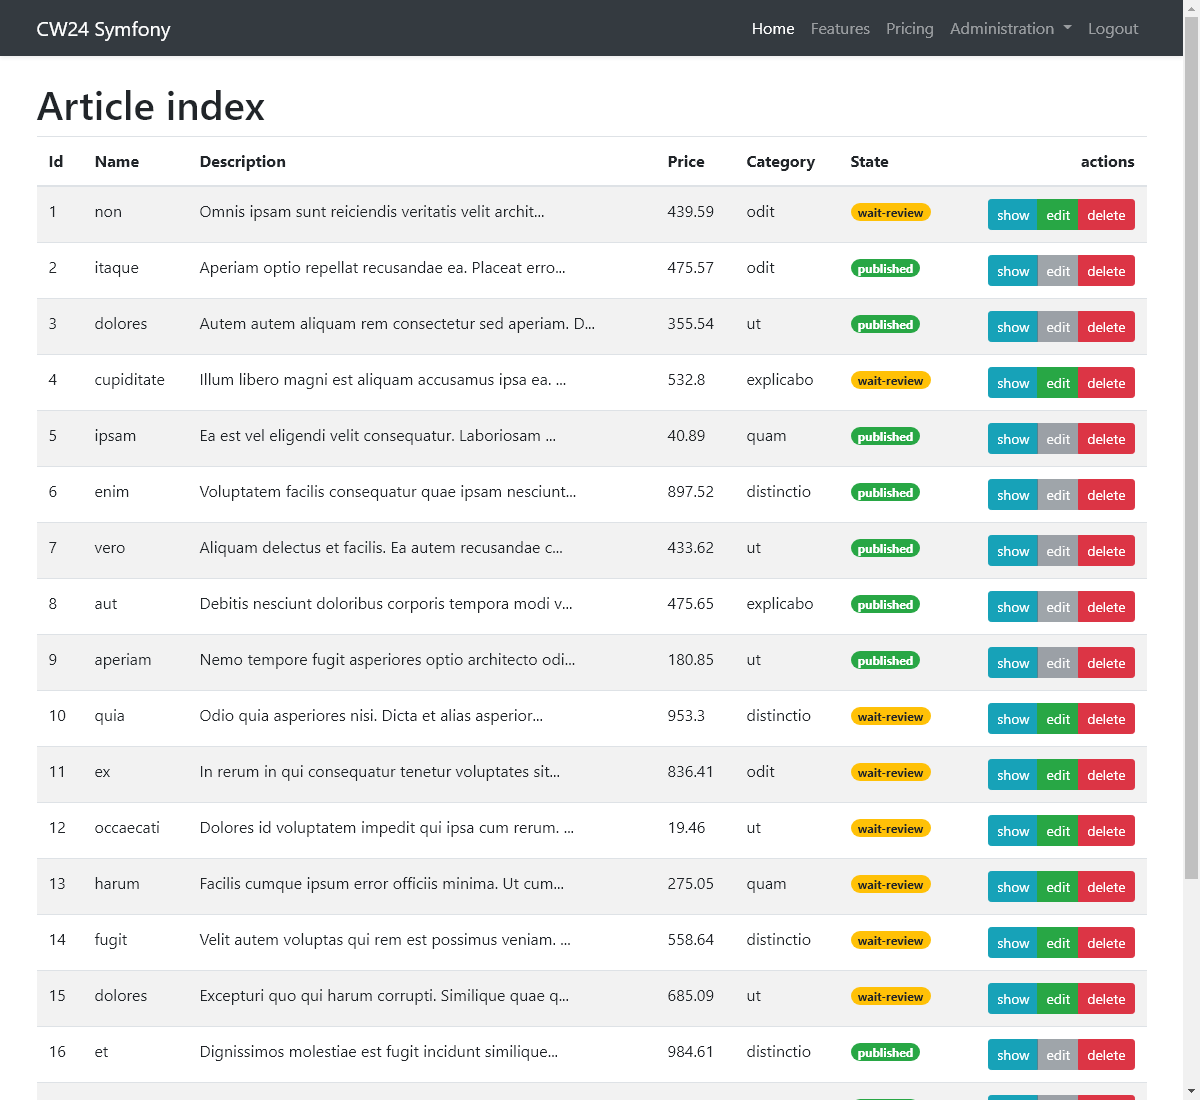 CW24 Symfony Home Features Pricing Administration Logout
Article index
Id Name Description Price Category State actions
1 non Omnis ipsam sunt reiciendis veritatis velit archit... 439.59 odit wait-review show edit delete
2 itaque Aperiam optio repellat recusandae ea. Placeat erro... 475.57 odit published show edit delete
3 dolores Autem autem aliquam rem consectetur sed aperiam. D... 355.54 ut published show edit delete
4 cupiditate Illum libero magni est aliquam accusamus ipsa ea. ... 532.8 explicabo wait-review show edit delete
5 ipsam Ea est vel eligendi velit consequatur. Laboriosam ... 40.89 quam published show edit delete
6 enim Voluptatem facilis consequatur quae ipsam nesciunt... 897.52 distinctio published show edit delete
7 vero Aliquam delectus et facilis. Ea autem recusandae c... 433.62 ut published show edit delete
8 aut Debitis nesciunt doloribus corporis tempora modi v... 475.65 explicabo published show edit delete
9 aperiam Nemo tempore fugit asperiores optio architecto odi... 180.85 ut published show edit delete
10 quia Odio quia asperiores nisi. Dicta et alias asperior... 953.3 distinctio wait-review show edit delete
11 ex In rerum in qui consequatur tenetur voluptates sit... 836.41 odit wait-review show edit delete
12 occaecati Dolores id voluptatem impedit qui ipsa cum rerum. ... 19.46 ut wait-review show edit delete
13 harum Facilis cumque ipsum error officiis minima. Ut cum... 275.05 quam wait-review show edit delete
14 fugit Velit autem voluptas qui rem est possimus veniam. ... 558.64 distinctio wait-review show edit delete
15 dolores Excepturi quo qui harum corrupti. Similique quae q... 685.09 ut wait-review show edit delete
16 et Dignissimos molestiae est fugit incidunt similique... 984.61 distinctio published show edit delete